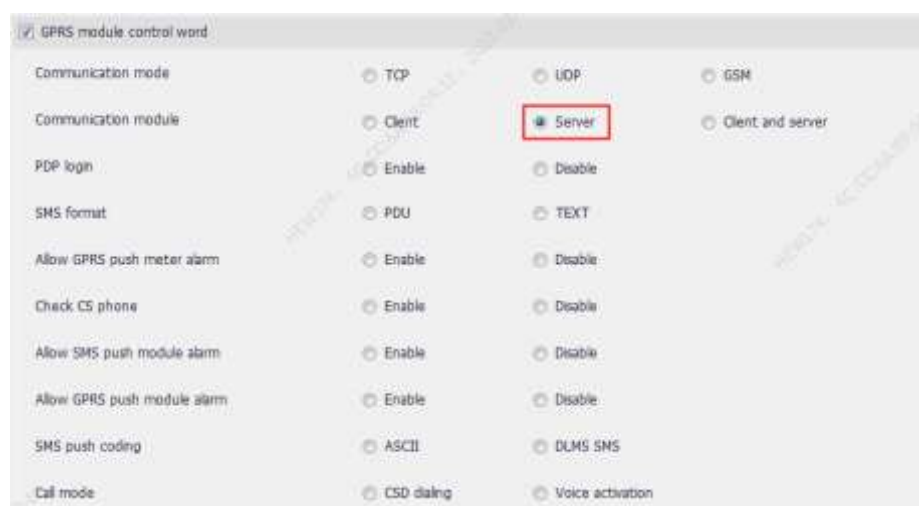 GPRS module control word
Communication mode TCP UDP GSM
Communication module Client Server Client and server
PDP login Enable Disable
SMS format PDU TEXT
Allow GPRS push meter alarm Enable Disable
Check CS phone Enable Disable
Allow SMS push module alarm Enable Disable
Allow GPRS push module alarm Enable Disable
SMS push coding ASCII DLMS SMS
Call mode CSD dialing Voice activation